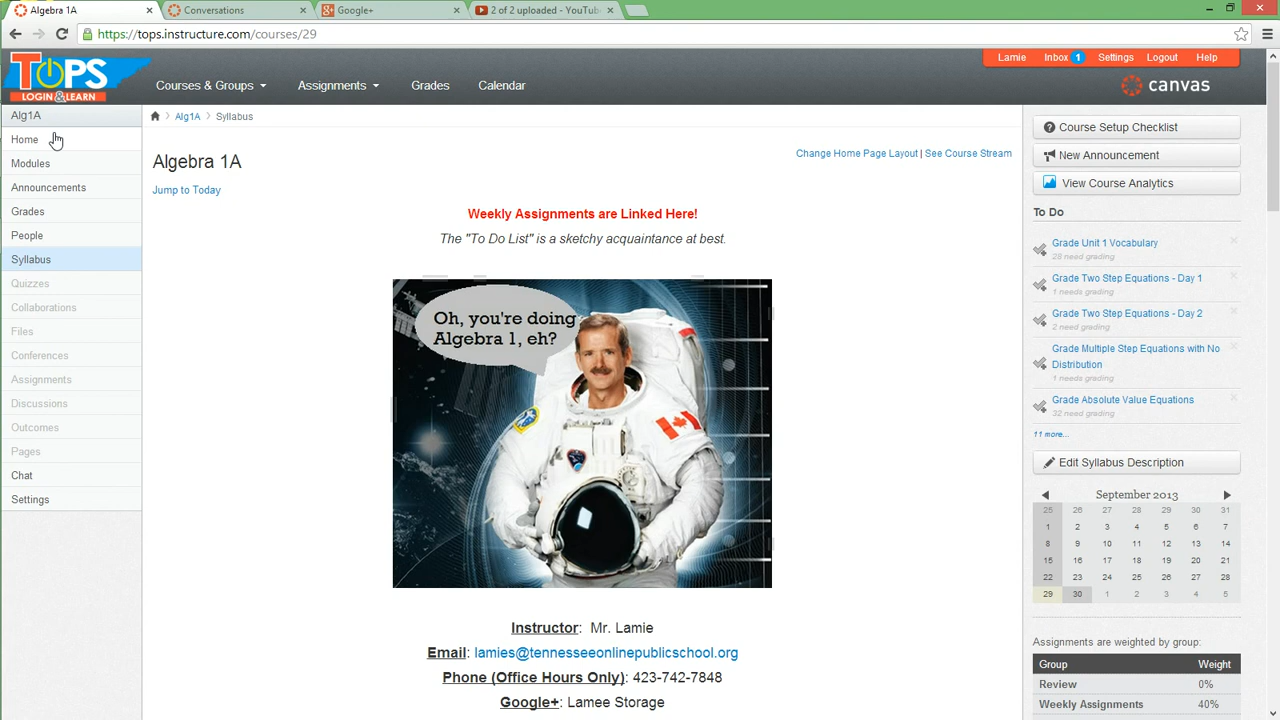 Algebra 1A
Conversations
Google+
2 of 2 uploaded - YouTub
https://tops.instructure.com/courses/29
TOPS
LOGIN & LEARN
Courses & Groups
Assignments
Grades
Calendar
Lamie
Inbox 1
Settings
Logout
Help
canvas
Alg1A
Home
Modules
Announcements
Grades
People
Syllabus
Quizzes
Collaborations
Files
Conferences
Assignments
Discussions
Outcomes
Pages
Chat
Settings
Alg1A
Syllabus
Algebra 1A
Change Home Page Layout | See Course Stream
Jump to Today
Weekly Assignments are Linked Here!
The "To Do List" is a sketchy acquaintance at best.
Oh, you're doing
Algebra 1, eh?
Instructor: Mr. Lamie
Email: lamies@tennesseeonlinepublicschool.org
Phone (Office Hours Only): 423-742-7848
Google+: Lamee Storage
Course Setup Checklist
New Announcement
View Course Analytics
To Do
Grade Unit 1 Vocabulary
28 need grading
Grade Two Step Equations - Day 1
1 needs grading
Grade Two Step Equations - Day 2
2 need grading
Grade Multiple Step Equations with No
Distribution
1 needs grading
Grade Absolute Value Equations
32 need grading
11 more...
Edit Syllabus Description
September 2013
25 26 27 28 29 30 31
1 2 3 4 5 6 7
8 9 10 11 12 13 14
15 16 17 18 19 20 21
22 23 24 25 26 27 28
29 30 1 2 3 4 5
Assignments are weighted by group:
Group Weight
Review 0%
Weekly Assignments 40%